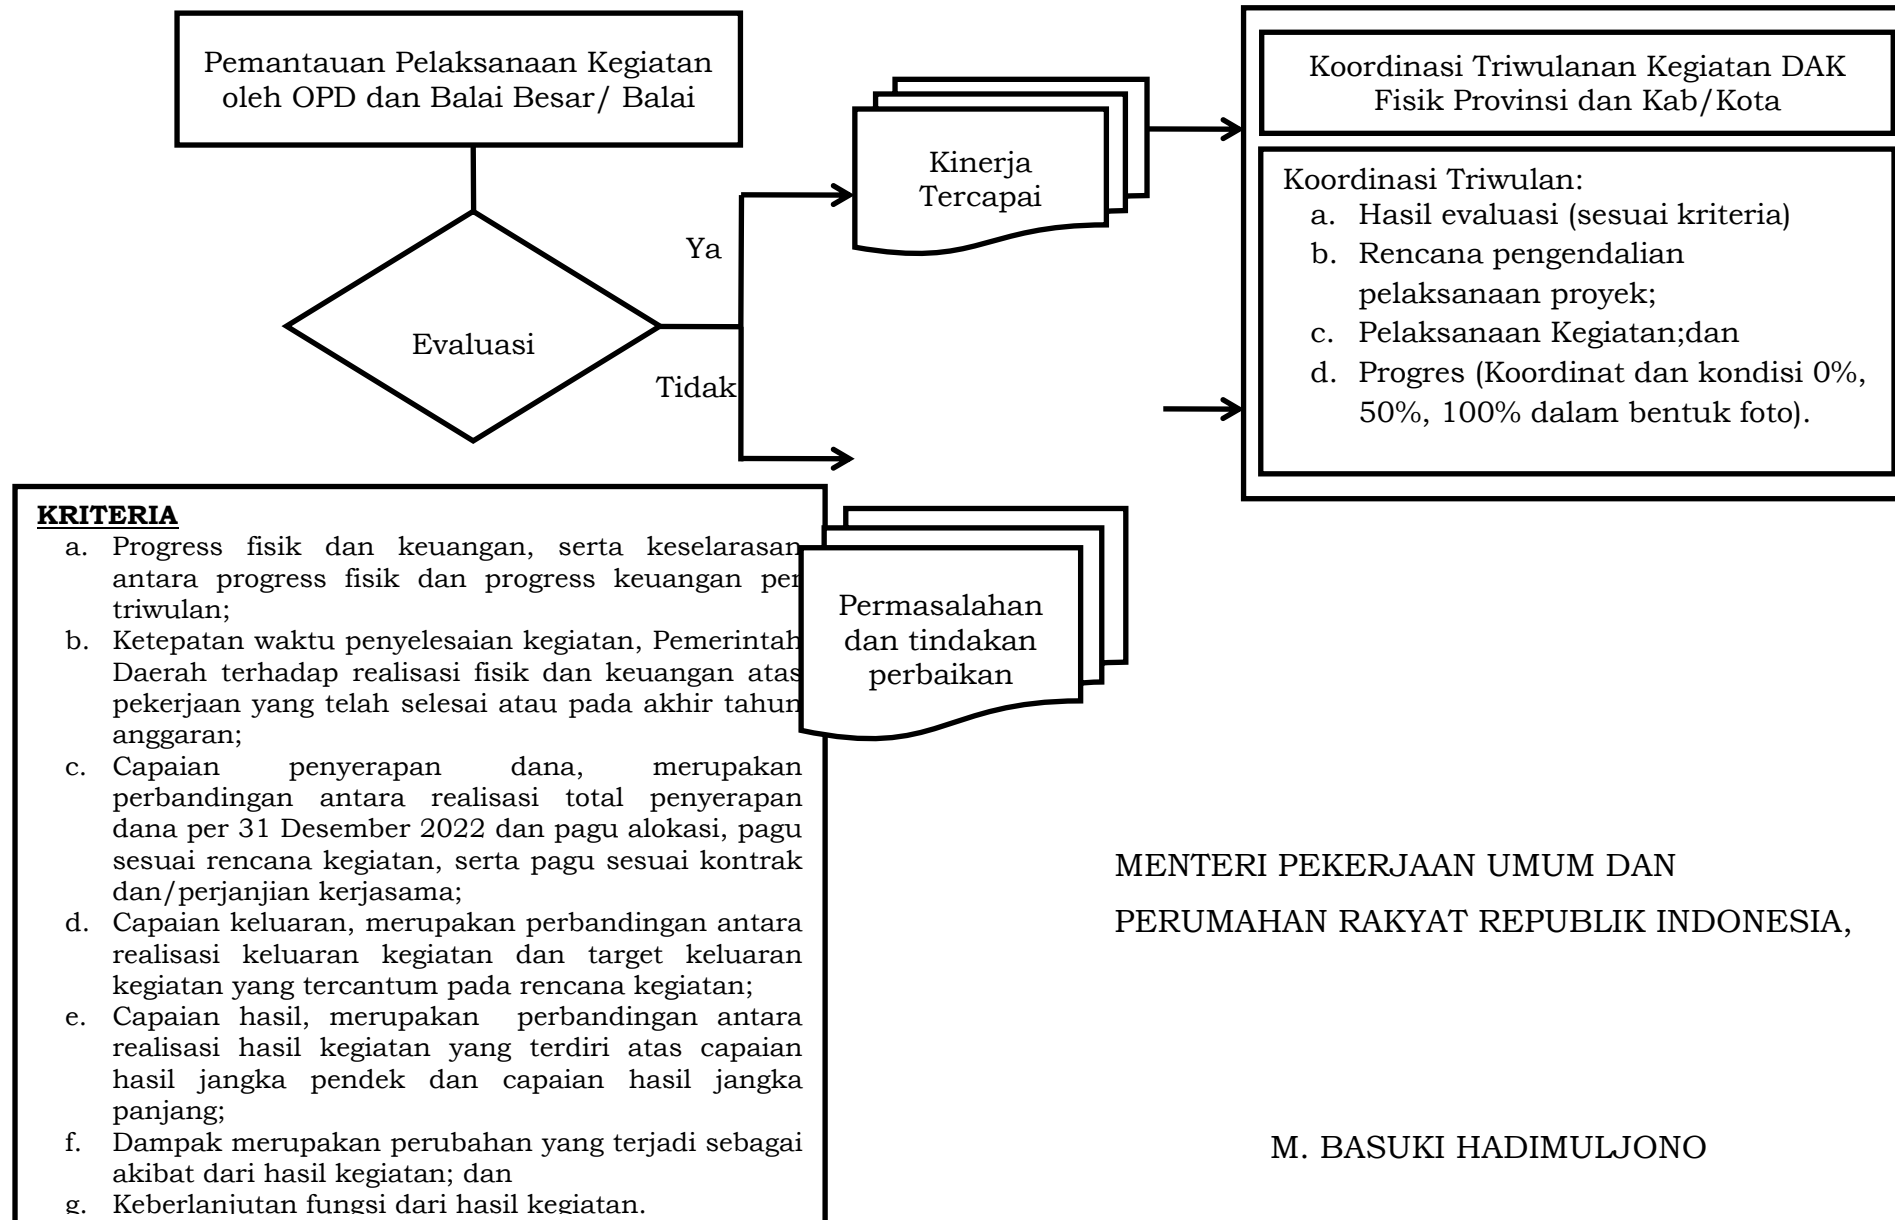 Pemantauan Pelaksanaan Kegiatan
oleh OPD dan Balai Besar/ Balai
Evaluasi
Ya
Tidak
Kinerja
Tercapai
Koordinasi Triwulanan Kegiatan DAK
Fisik Provinsi dan Kab/Kota
Koordinasi Triwulan:
a. Hasil evaluasi (sesuai kriteria)
b. Rencana pengendalian
pelaksanaan proyek;
c. Pelaksanaan Kegiatan;dan
d. Progres (Koordinat dan kondisi 0%,
50%, 100% dalam bentuk foto).
KRITERIA
a. Progress fisik dan keuangan, serta keselarasan
antara progress fisik dan progress keuangan per
triwulan;
b. Ketepatan waktu penyelesaian kegiatan, Pemerintah
Daerah terhadap realisasi fisik dan keuangan atas
pekerjaan yang telah selesai atau pada akhir tahun
anggaran;
c. Capaian penyerapan dana, merupakan
perbandingan antara realisasi total penyerapan
dana per 31 Desember 2022 dan pagu alokasi, pagu
sesuai rencana kegiatan, serta pagu sesuai kontrak
dan/perjanjian kerjasama;
d. Capaian keluaran, merupakan perbandingan antara
realisasi keluaran kegiatan dan target keluaran
kegiatan yang tercantum pada rencana kegiatan;
e. Capaian hasil, merupakan perbandingan antara
realisasi hasil kegiatan yang terdiri atas capaian
hasil jangka pendek dan capaian hasil jangka
panjang;
f. Dampak merupakan perubahan yang terjadi sebagai
akibat dari hasil kegiatan; dan
g. Keberlanjutan fungsi dari hasil kegiatan.
Permasalahan
dan tindakan
perbaikan
MENTERI PEKERJAAN UMUM DAN
PERUMAHAN RAKYAT REPUBLIK INDONESIA,
M. BASUKI HADIMULJONO